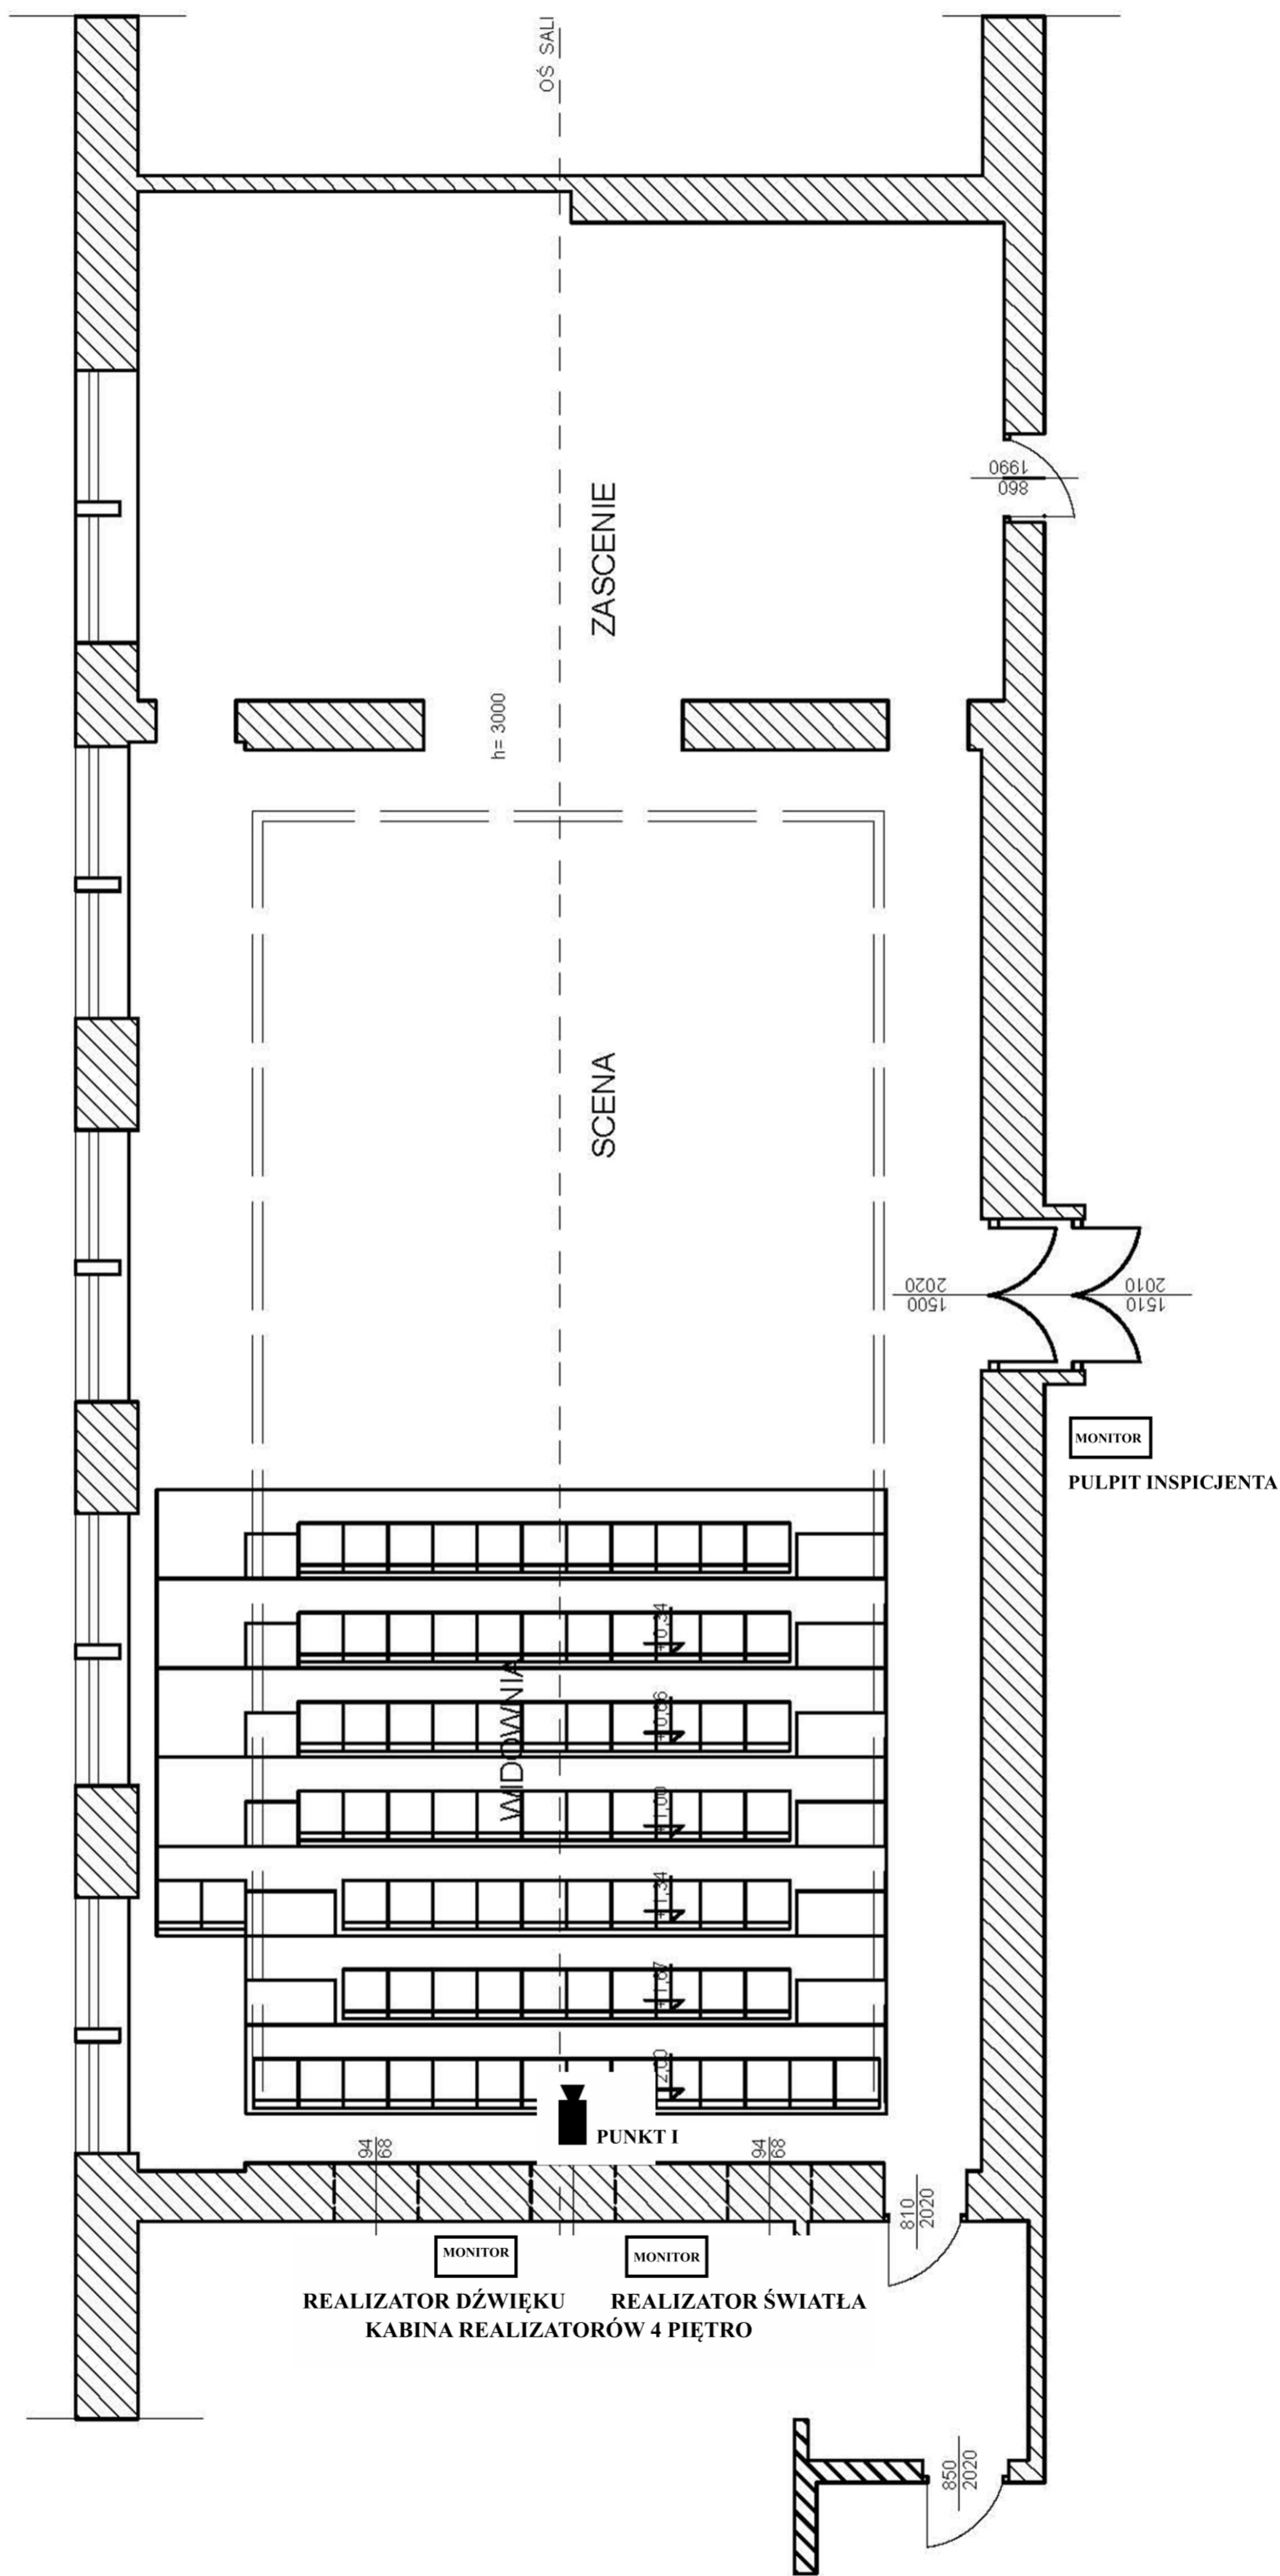 OŚ SALI
1990
860
ZASCENIE
h= 3000
SCENA
2020
1500
2010
1510
MONITOR
PULPIT INSPICJENTA
+0,34
+0,66
WIDOWNIA
+1,00
+1,34
+1,67
2,00
PUNKT I
94
68
94
68
810
2020
MONITOR
MONITOR
REALIZATOR DŹWIĘKU
REALIZATOR ŚWIATŁA
KABINA REALIZATORÓW 4 PIĘTRO
850
2020